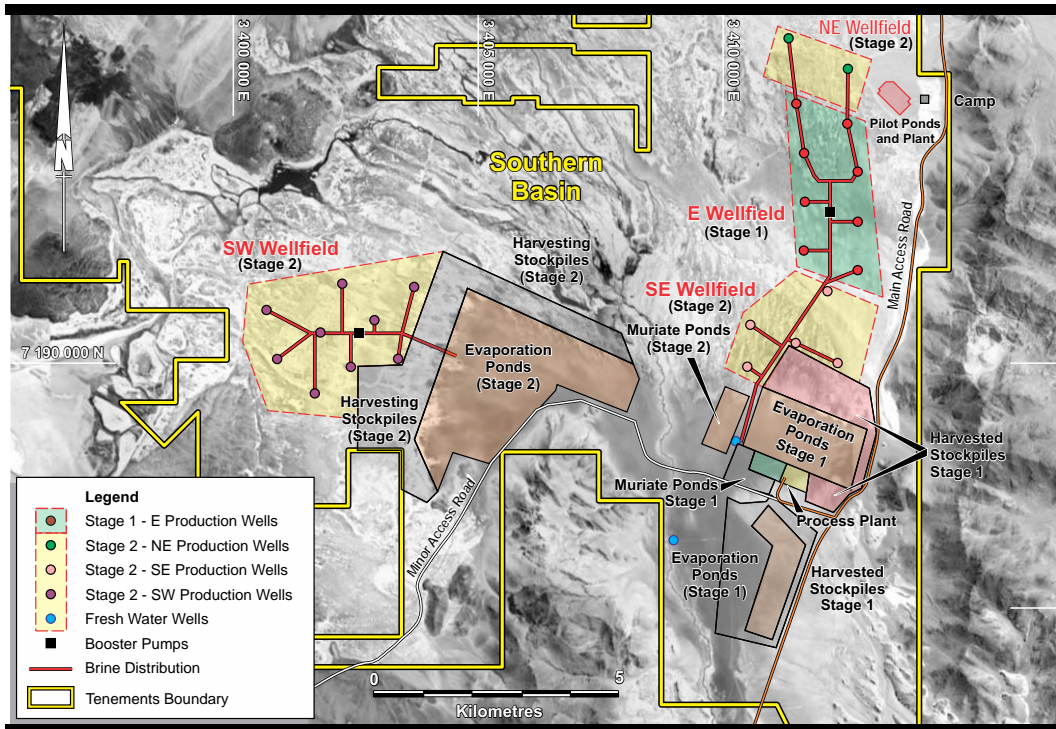 3 400 000 E
3 405 000 E
3 410 000 E
NE Wellfield
(Stage 2)
Camp
Pilot Ponds
and Plant
N
Southern
Basin
E Wellfield
(Stage 1)
Main Access Road
SW Wellfield
(Stage 2)
Harvesting
Stockpiles
(Stage 2)
SE Wellfield
(Stage 2)
Muriate Ponds
(Stage 2)
7 190 000 N
Evaporation
Ponds
(Stage 2)
Harvesting
Stockpiles
(Stage 2)
Evaporation
Ponds
Stage 1
Harvested
Stockpiles
Stage 1
Muriate Ponds
Stage 1
Process Plant
Minor Access Road
Evaporation
Ponds
(Stage 1)
Harvested
Stockpiles
Stage 1
Legend
Stage 1 - E Production Wells
Stage 2 - NE Production Wells
Stage 2 - SE Production Wells
Stage 2 - SW Production Wells
Fresh Water Wells
Booster Pumps
Brine Distribution
Tenements Boundary
0
5
Kilometres